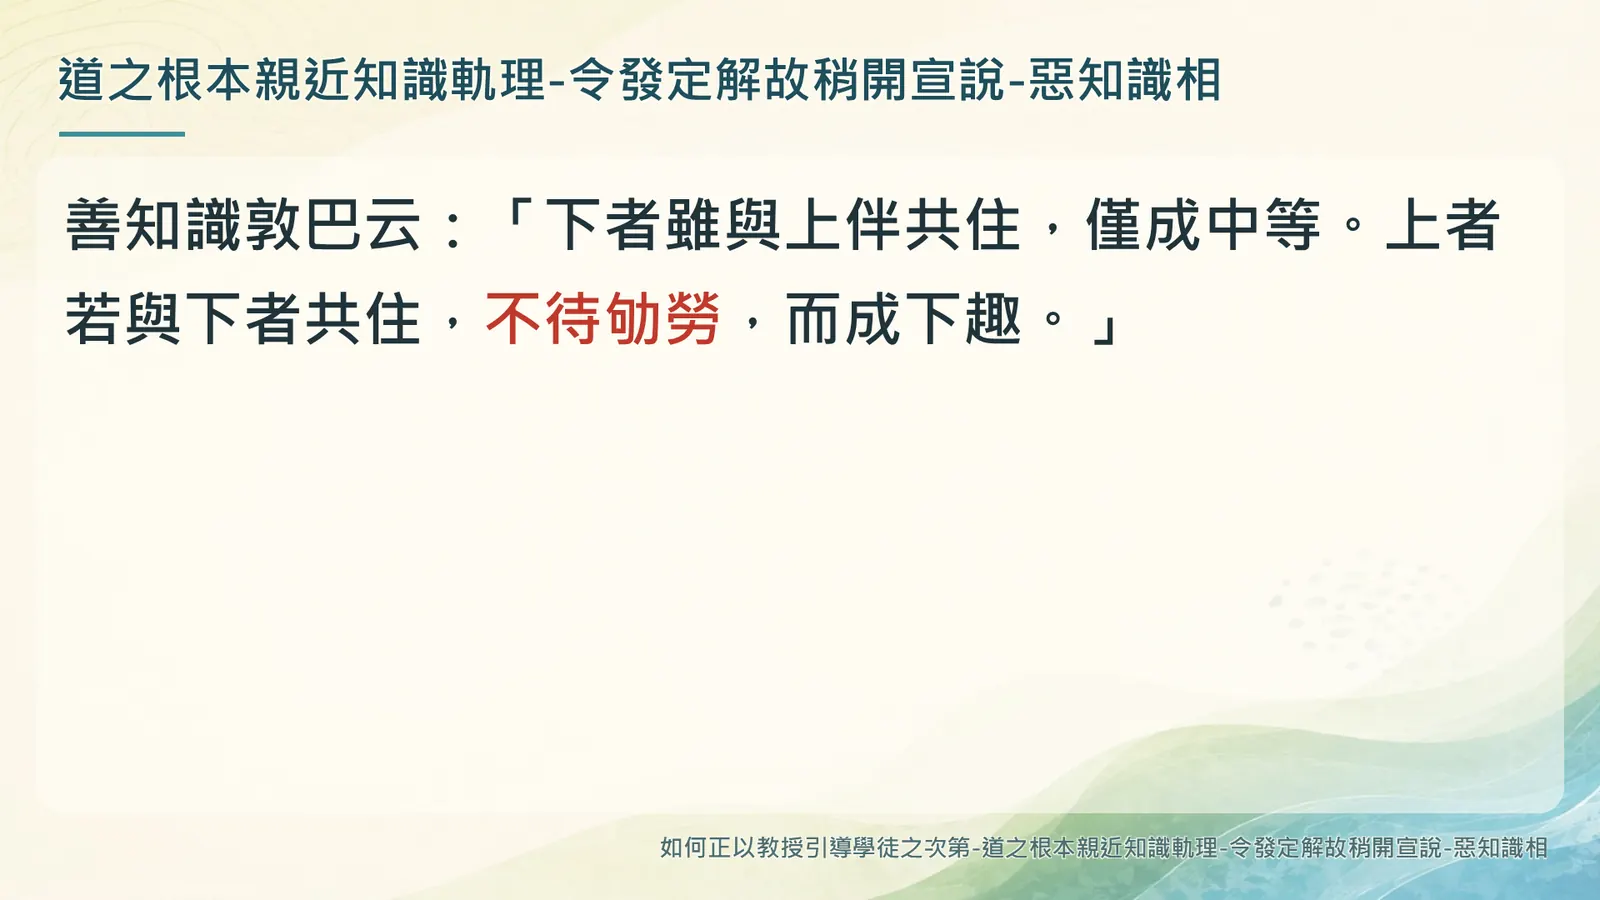 道之根本親近知識軌理-令發定解故稍開宣說-惡知識相
善知識敦巴云：「下者雖與上伴共住，僅成中等。上者
若與下者共住，不待劬勞，而成下趣。」
如何正以教授引導學徒之次第-道之根本親近知識軌理-令發定解故稍開宣說-惡知識相